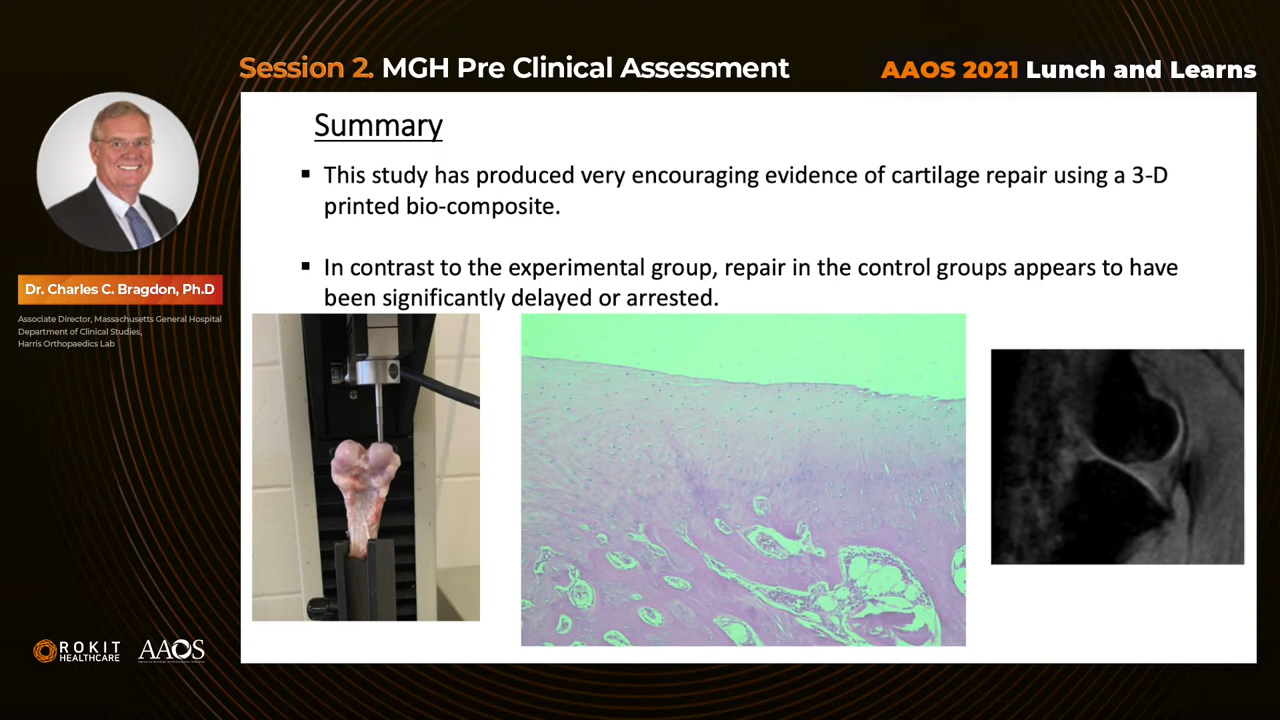 Session 2. MGH Pre Clinical Assessment
AAOS 2021 Lunch and Learns
Summary
▪ This study has produced very encouraging evidence of cartilage repair using a 3-D
printed bio-composite.
▪ In contrast to the experimental group, repair in the control groups appears to have
been significantly delayed or arrested.
Dr. Charles C. Bragdon, Ph.D
Associate Director, Massachusetts General Hospital
Department of Clinical Studies,
Harris Orthopaedics Lab
ROKIT
HEALTHCARE
AAOS